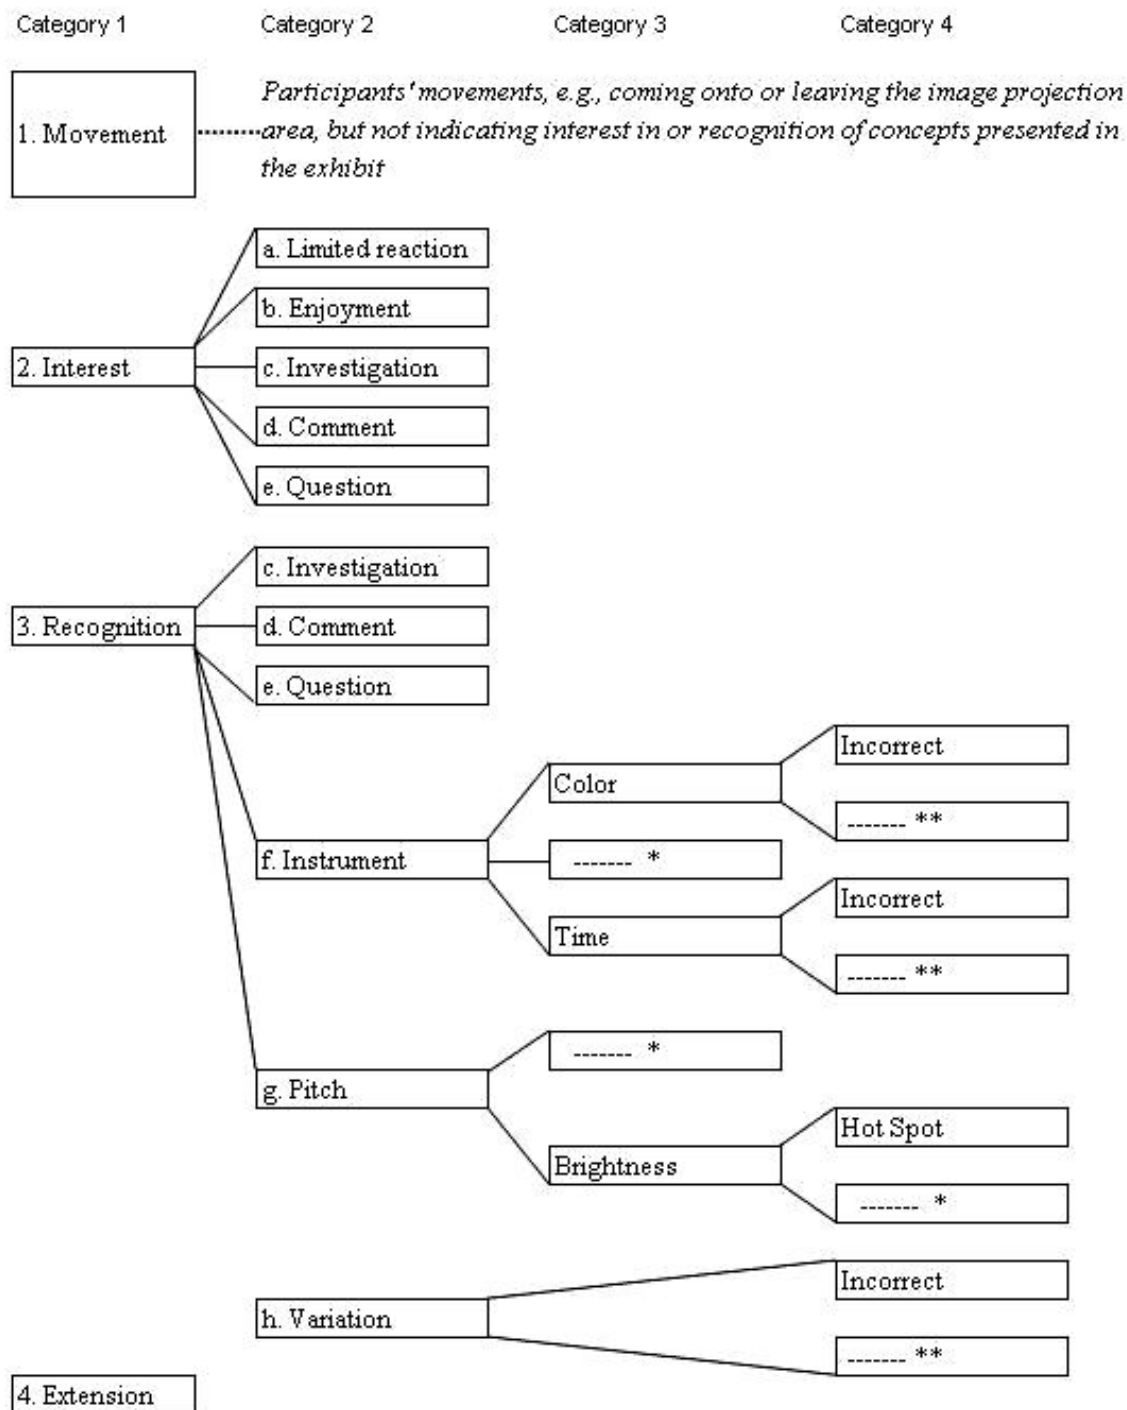 Category 1 Category 2 Category 3 Category 4
Participants' movements, e.g., coming onto or leaving the image projection
1. Movement area, but not indicating interest in or recognition of concepts presented in
the exhibit
a. Limited reaction
b. Enjoyment
2. Interest c. Investigation
d. Comment
e. Question
c. Investigation
3. Recognition d. Comment
e. Question
Incorrect
Color
------- **
f. Instrument ------- *
Incorrect
Time
------- **
------- *
g. Pitch
Hot Spot
Brightness
------- *
Incorrect
h. Variation
------- **
4. Extension